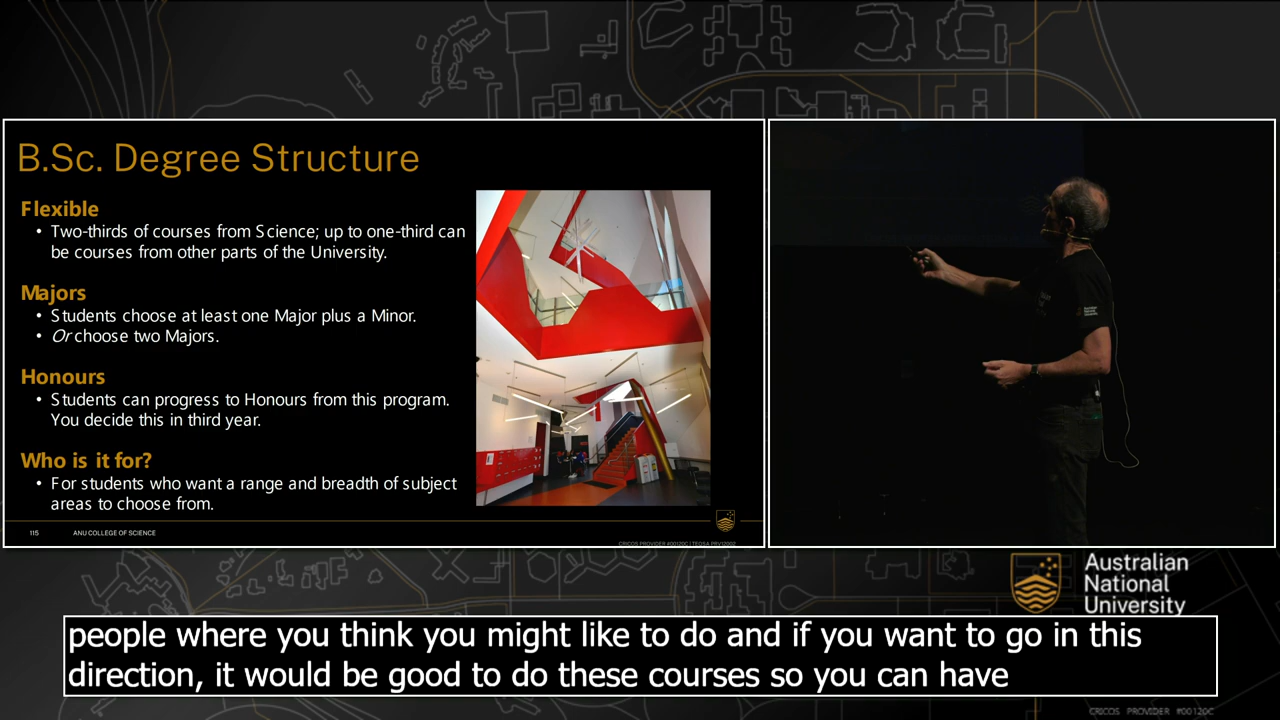 B.Sc. Degree Structure
Flexible
• Two-thirds of courses from Science; up to one-third can
be courses from other parts of the University.
Majors
• Students choose at least one Major plus a Minor.
• Or choose two Majors.
Honours
• Students can progress to Honours from this program.
You decide this in third year.
Who is it for?
• For students who want a range and breadth of subject
areas to choose from.
115 ANU COLLEGE OF SCIENCE
CRICOS PROVIDER #00120C | TEQSA PRV12002
Australian
National
University
people where you think you might like to do and if you want to go in this
direction, it would be good to do these courses so you can have
CRICOS PROVIDER #00120C